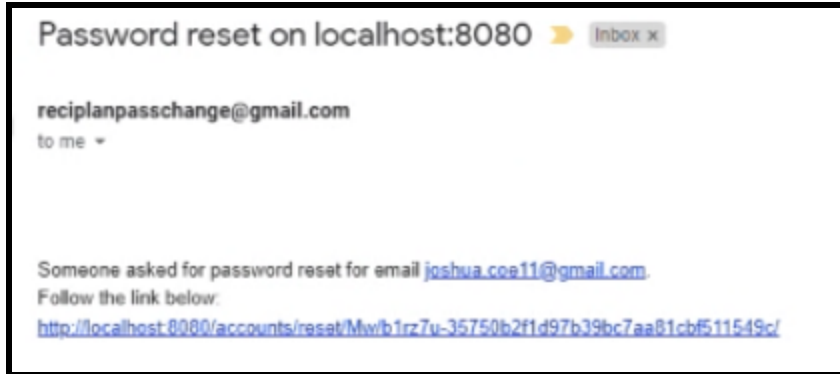 Password reset on localhost:8080 Inbox x
reciplanpasschange@gmail.com
to me
Someone asked for password reset for email joshua.coe11@gmail.com.
Follow the link below:
http://localhost:8080/accounts/reset/Mw/b1rz7u-35750b2f1d97b39bc7aa81cbf511549c/